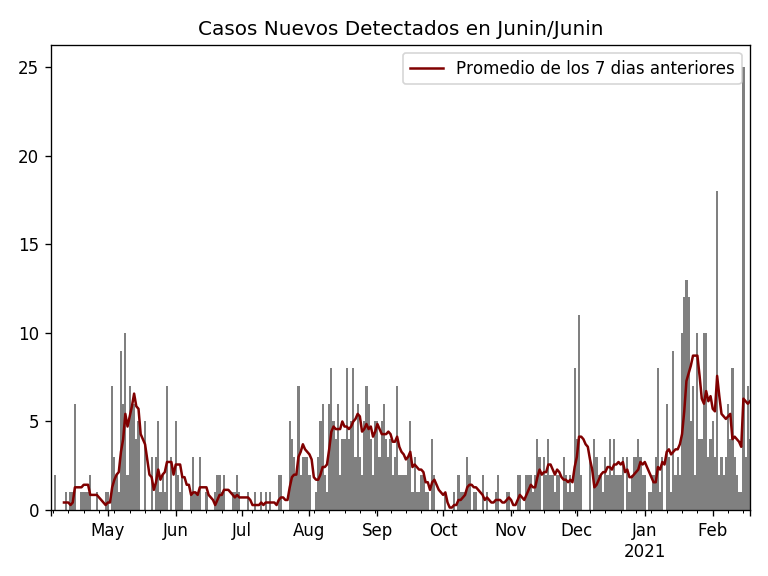 Casos Nuevos Detectados en Junin/Junin
Promedio de los 7 dias anteriores
25
20
15
10
5
0
May Jun Jul Aug Sep Oct Nov Dec Jan Feb
2021